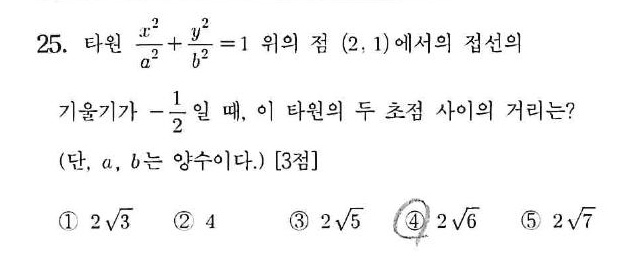 25. 타원 x²/a² + y²/b² = 1 위의 점 (2, 1)에서의 접선의
기울기가 -1/2일 때, 이 타원의 두 초점 사이의 거리는?
(단, a, b는 양수이다.) [3점]
① 2√3 ② 4 ③ 2√5 ④ 2√6 ⑤ 2√7